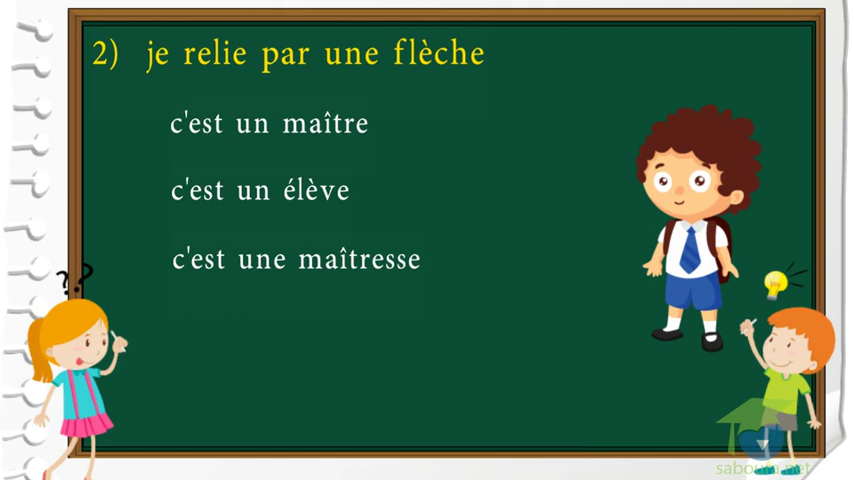 2) je relie par une flèche
c'est un maître
c'est un élève
c'est une maîtresse
saboura.net